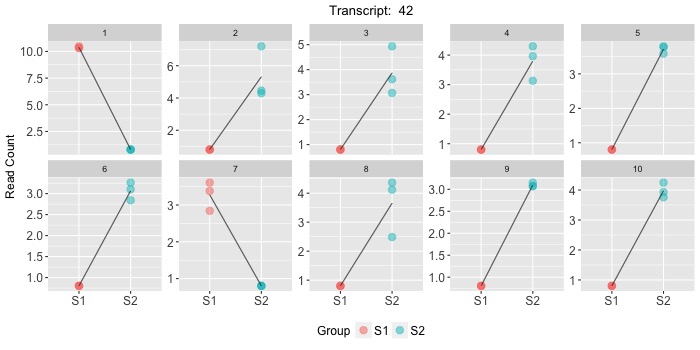 Transcript: 42
1 2 3 4 5
10.0 7.5 5.0 2.5
6 4 2
5 4 3 2 1
4 3 2 1
3 2 1
Read Count
6 7 8 9 10
3.0 2.5 2.0 1.5 1.0
3 2 1
4 3 2 1
3.0 2.5 2.0 1.5 1.0
4 3 2 1
S1 S2 S1 S2 S1 S2 S1 S2 S1 S2
Group S1 S2